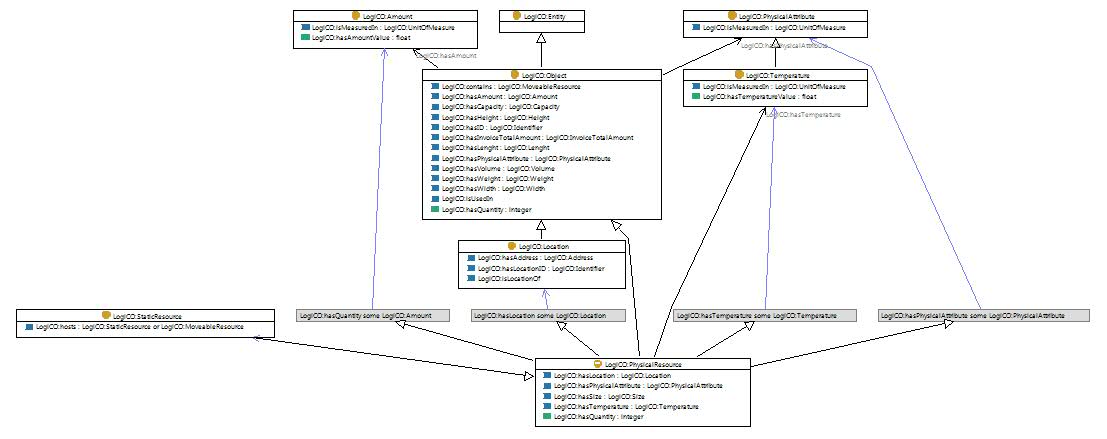 LogiCO:Amount
LogiCO:isMeasuredIn : LogiCO:UnitOfMeasure
LogiCO:hasAmountValue : float
LogiCO:Entity
LogiCO:PhysicalAttribute
LogiCO:isMeasuredIn : LogiCO:UnitOfMeasure
LogiCO:hasAmount
LogiCO:hasPhysicalAttribute
LogiCO:Object
LogiCO:contains : LogiCO:MoveableResource
LogiCO:hasAmount : LogiCO:Amount
LogiCO:hasCapacity : LogiCO:Capacity
LogiCO:hasHeight : LogiCO:Height
LogiCO:hasID : LogiCO:Identifier
LogiCO:hasInvoiceTotalAmount : LogiCO:InvoiceTotalAmount
LogiCO:hasLenght : LogiCO:Lenght
LogiCO:hasPhysicalAttribute : LogiCO:PhysicalAttribute
LogiCO:hasVolume : LogiCO:Volume
LogiCO:hasWeight : LogiCO:Weight
LogiCO:hasWidth : LogiCO:Width
LogiCO:isUsedIn
LogiCO:hasQuantity : integer
LogiCO:Temperature
LogiCO:isMeasuredIn : LogiCO:UnitOfMeasure
LogiCO:hasTemperatureValue : float
LogiCO:hasTemperature
LogiCO:Location
LogiCO:hasAddress : LogiCO:Address
LogiCO:hasLocationID : LogiCO:Identifier
LogiCO:isLocationOf
LogiCO:StaticResource
LogiCO:hosts : LogiCO:StaticResource or LogiCO:MoveableResource
LogiCO:hasQuantity some LogiCO:Amount
LogiCO:hasLocation some LogiCO:Location
LogiCO:hasTemperature some LogiCO:Temperature
LogiCO:hasPhysicalAttribute some LogiCO:PhysicalAttribute
LogiCO:PhysicalResource
LogiCO:hasLocation : LogiCO:Location
LogiCO:hasPhysicalAttribute : LogiCO:PhysicalAttribute
LogiCO:hasSize : LogiCO:Size
LogiCO:hasTemperature : LogiCO:Temperature
LogiCO:hasQuantity : integer